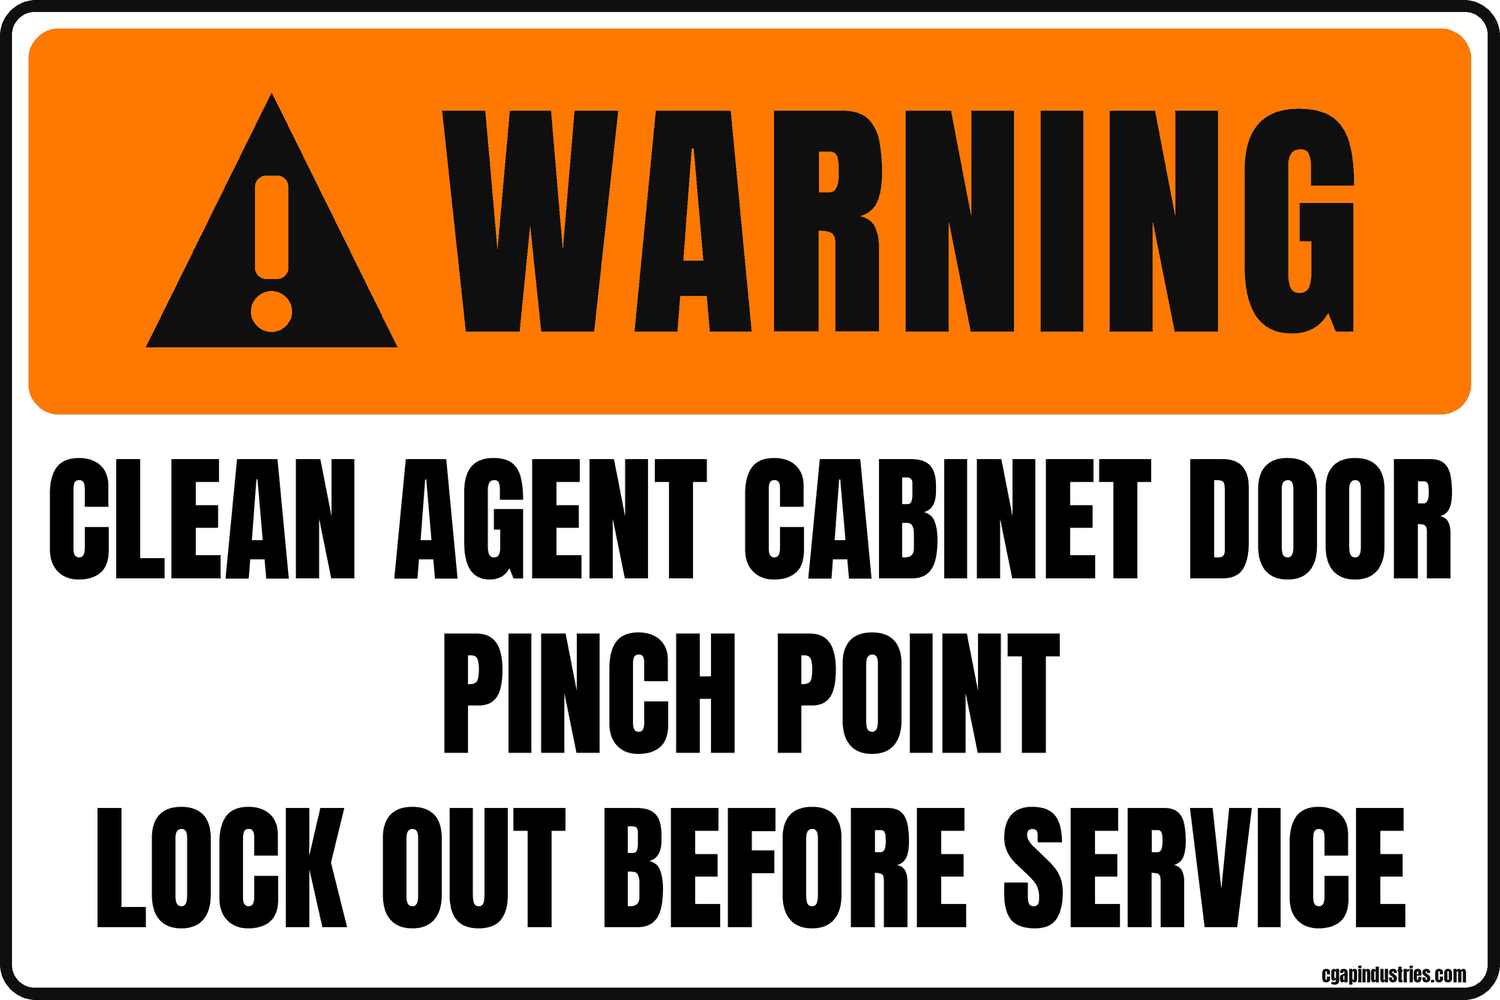 WARNING
CLEAN AGENT CABINET DOOR
PINCH POINT
LOCK OUT BEFORE SERVICE
cgapindustries.com